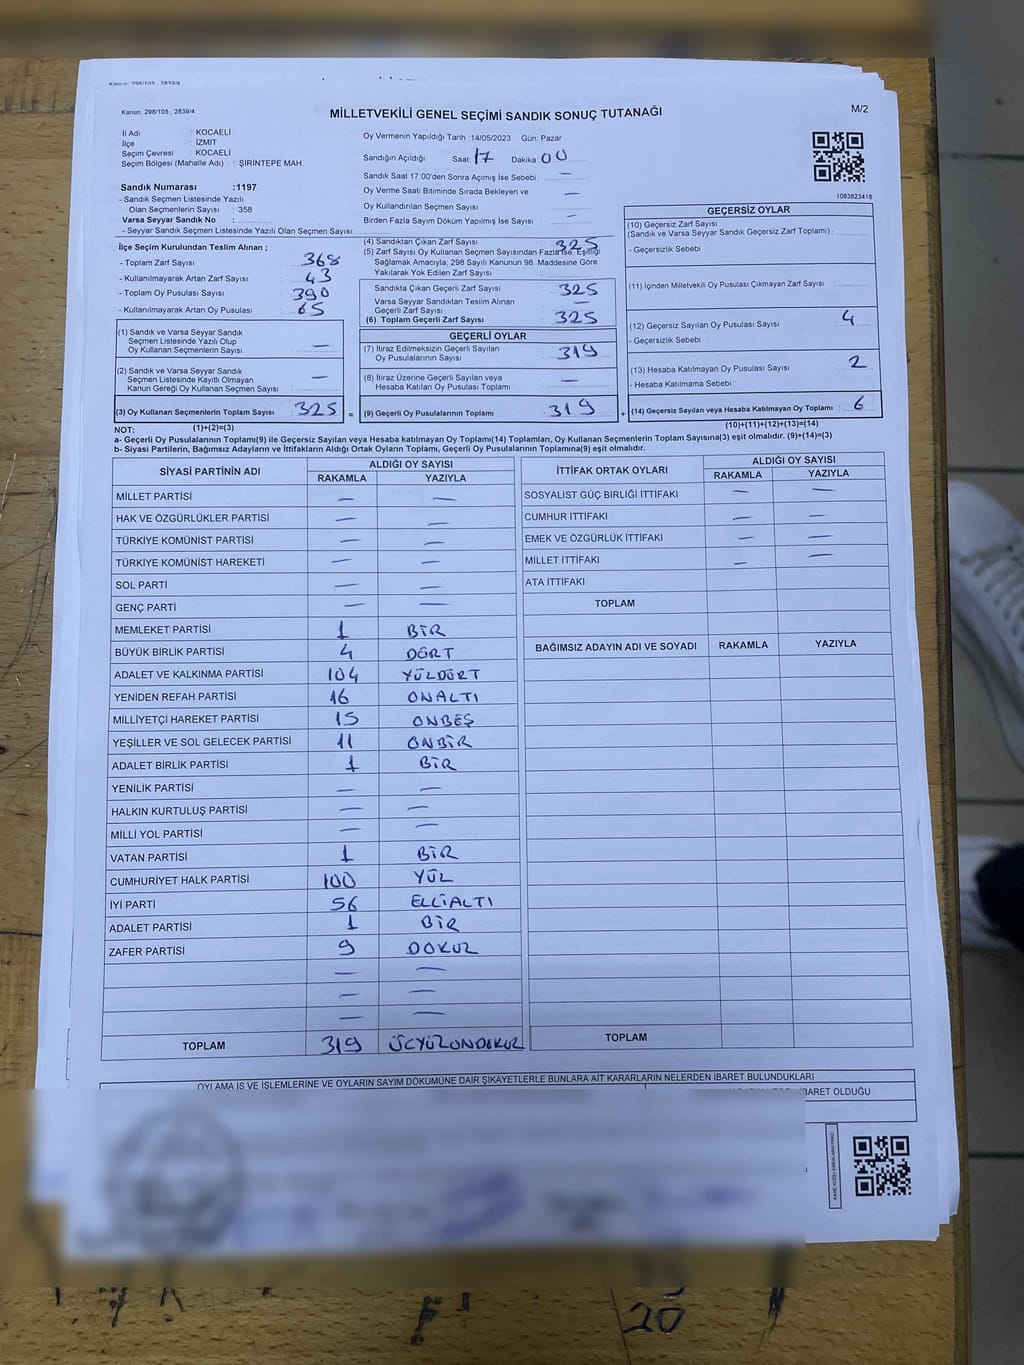 Kanun: 298/105 , 2839/4
MİLLETVEKİLİ GENEL SEÇİMİ SANDIK SONUÇ TUTANAĞI
M/2
İl Adı : KOCAELİ
İlçe : İZMİT
Seçim Çevresi : KOCAELİ
Seçim Bölgesi (Mahalle Adı) : ŞİRİNTEPE MAH.
Sandık Numarası :1197
- Sandık Seçmen Listesinde Yazılı
Olan Seçmenlerin Sayısı : 358
Varsa Seyyar Sandık No :
- Seyyar Sandık Seçmen Listesinde Yazılı Olan Seçmen Sayısı:
Oy Vermenin Yapıldığı Tarih :14/05/2023 Gün: Pazar
Sandığın Açıldığı Saat: 17 Dakika 00
Sandık Saat 17 00'den Sonra Açımış İse Sebebi : —
Oy Verme Saati Bitiminde Sırada Bekleyen ve —
Oy Kullandırılan Seçmen Sayısı
Birden Fazla Sayım Döküm Yapılmış İse Sayısı : —
1083823418
İlçe Seçim Kurulundan Teslim Alınan ;
- Toplam Zarf Sayısı : 368
- Kullanılmayarak Artan Zarf Sayısı : 43
- Toplam Oy Pusulası Sayısı : 390
- Kullanılmayarak Artan Oy Pusulası : 65
(1) Sandık ve Varsa Seyyar Sandık
Seçmen Listesinde Yazılı Olup
Oy Kullanan Seçmenlerin Sayısı : —
(2) Sandık ve Varsa Seyyar Sandık
Seçmen Listesinde Kayıtlı Olmayan
Kanun Gereği Oy Kullanan Seçmen Sayısı : —
(3) Oy Kullanan Seçmenlerin Toplam Sayısı : 325 =
(1)+(2)=(3)
(4) Sandıktan Çıkan Zarf Sayısı : 325
(5) Zarf Sayısı Oy Kullanan Seçmen Sayısından Fazla İse, Eşitliği
Sağlamak Amacıyla, 298 Sayılı Kanunun 98. Maddesine Göre
Yakılarak Yok Edilen Zarf Sayısı
Sandıkta Çıkan Geçerli Zarf Sayısı : 325
Varsa Seyyar Sandıktan Teslim Alınan
Geçerli Zarf Sayısı : —
(6) Toplam Geçerli Zarf Sayısı : 325
GEÇERLİ OYLAR
(7) İtiraz Edilmeksizin Geçerli Sayılan
Oy Pusulalarının Sayısı : 319
(8) İtiraz Üzerine Geçerli Sayılan veya
Hesaba Katılan Oy Pusulası Toplamı : —
(9) Geçerli Oy Pusulalarının Toplamı : 319 +
GEÇERSİZ OYLAR
(10) Geçersiz Zarf Sayısı
(Sandık ve Varsa Seyyar Sandık Geçersiz Zarf Toplamı) :
- Geçersizlik Sebebi :
(11) İçinden Milletvekili Oy Pusulası Çıkmayan Zarf Sayısı :
(12) Geçersiz Sayılan Oy Pusulası Sayısı : 4
- Geçersizlik Sebebi :
(13) Hesaba Katılmayan Oy Pusulası Sayısı : 2
- Hesaba Katılmama Sebebi :
(14) Geçersiz Sayılan veya Hesaba Katılmayan Oy Toplamı : 6
(10)+(11)+(12)+(13)=(14)
NOT:
a- Geçerli Oy Pusulalarının Toplamı(9) ile Geçersiz Sayılan veya Hesaba katılmayan Oy Toplamı(14) Toplamları, Oy Kullanan Seçmenlerin Toplam Sayısına(3) eşit olmalıdır. (9)+(14)=(3)
b- Siyasi Partilerin, Bağımsız Adayların ve İttifakların Aldığı Ortak Oyların Toplamı, Geçerli Oy Pusulalarının Toplamına(9) eşit olmalıdır.
SİYASİ PARTİNİN ADI ALDIĞI OY SAYISI
RAKAMLA YAZIYLA
MİLLET PARTİSİ — —
HAK VE ÖZGÜRLÜKLER PARTİSİ — —
TÜRKİYE KOMÜNİST PARTİSİ — —
TÜRKİYE KOMÜNİST HAREKETİ — —
SOL PARTİ — —
GENÇ PARTİ — —
MEMLEKET PARTİSİ 1 BİR
BÜYÜK BİRLİK PARTİSİ 4 DÖRT
ADALET VE KALKINMA PARTİSİ 104 YÜZDÖRT
YENİDEN REFAH PARTİSİ 16 ONALTI
MİLLİYETÇİ HAREKET PARTİSİ 15 ONBEŞ
YEŞİLLER VE SOL GELECEK PARTİSİ 11 ONBİR
ADALET BİRLİK PARTİSİ 1 BİR
YENİLİK PARTİSİ — —
HALKIN KURTULUŞ PARTİSİ — —
MİLLİ YOL PARTİSİ — —
VATAN PARTİSİ 1 BİR
CUMHURİYET HALK PARTİSİ 100 YÜZ
İYİ PARTİ 56 ELLİALTI
ADALET PARTİSİ 1 BİR
ZAFER PARTİSİ 9 DOKUZ
— —
— —
— —
TOPLAM 319 ÜÇYÜZONDOKUZ
İTTİFAK ORTAK OYLARI ALDIĞI OY SAYISI
RAKAMLA YAZIYLA
SOSYALİST GÜÇ BİRLİĞİ İTTİFAKI — —
CUMHUR İTTİFAKI — —
EMEK VE ÖZGÜRLÜK İTTİFAKI — —
MİLLET İTTİFAKI — —
ATA İTTİFAKI
TOPLAM
BAĞIMSIZ ADAYIN ADI VE SOYADI RAKAMLA YAZIYLA
TOPLAM
OYLAMA İŞ VE İŞLEMLERİNE VE OYLARIN SAYIM DÖKÜMÜNE DAİR ŞİKAYETLERLE BUNLARA AİT KARARLARIN NELERDEN İBARET BULUNDUKLARI
İBARET OLDUĞU
20